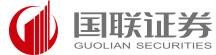 国联证券
GUOLIAN SECURITIES